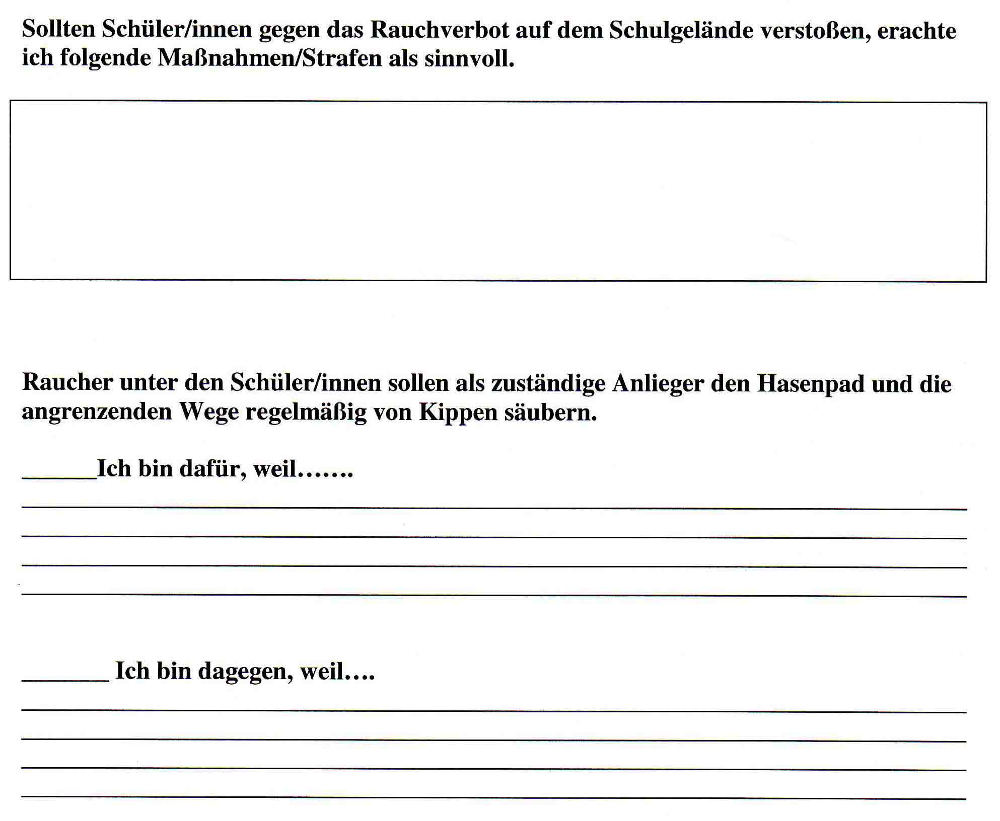 Sollten Schüler/innen gegen das Rauchverbot auf dem Schulgelände verstoßen, erachte
ich folgende Maßnahmen/Strafen als sinnvoll.
Raucher unter den Schüler/innen sollen als zuständige Anlieger den Hasenpad und die
angrenzenden Wege regelmäßig von Kippen säubern.
______Ich bin dafür, weil…….
_______ Ich bin dagegen, weil….